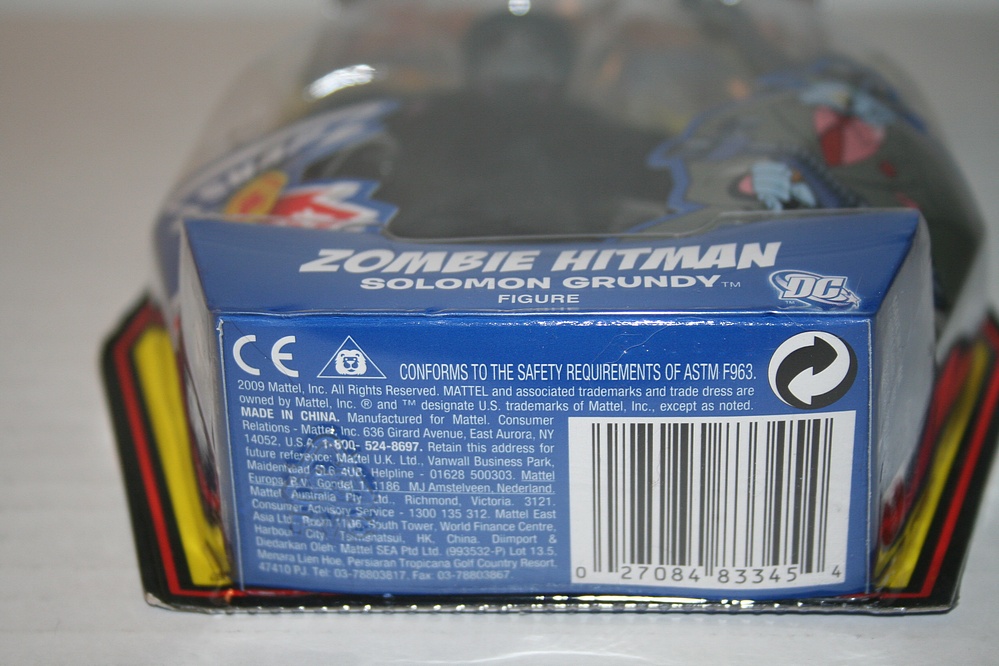 ZOMBIE HITMAN
SOLOMON GRUNDY™
FIGURE
DC
CE
CONFORMS TO THE SAFETY REQUIREMENTS OF ASTM F963.
2009 Mattel, Inc. All Rights Reserved. MATTEL and associated trademarks and trade dress are
owned by Mattel, Inc. ® and ™ designate U.S. trademarks of Mattel, Inc., except as noted.
MADE IN CHINA. Manufactured for Mattel. Consumer
Relations - Mattel, Inc. 636 Girard Avenue, East Aurora, NY
14052, U.S.A. 1-800- 524-8697. Retain this address for
future reference: Mattel U.K. Ltd., Vanwall Business Park,
Maidenhead SL6 4UB. Helpline - 01628 500303. Mattel
Europa B.V. Gondel 1 1186 MJ Amstelveen, Nederland.
Mattel Australia Pty Ltd., Richmond, Victoria. 3121.
Consumer Advisory Service - 1300 135 312. Mattel East
Asia Ltd., Room 1106, South Tower, World Finance Centre,
Harbour City, Tsimshatsui, HK, China. Diimport &
Diedarkan Oleh: Mattel SEA Ptd Ltd. (993532-P) Lot 13.5,
Menara Lien Hoe, Persiaran Tropicana Golf Country Resort,
47410 PJ. Tel: 03-78803817. Fax: 03-78803867.
0 27084 83345 4